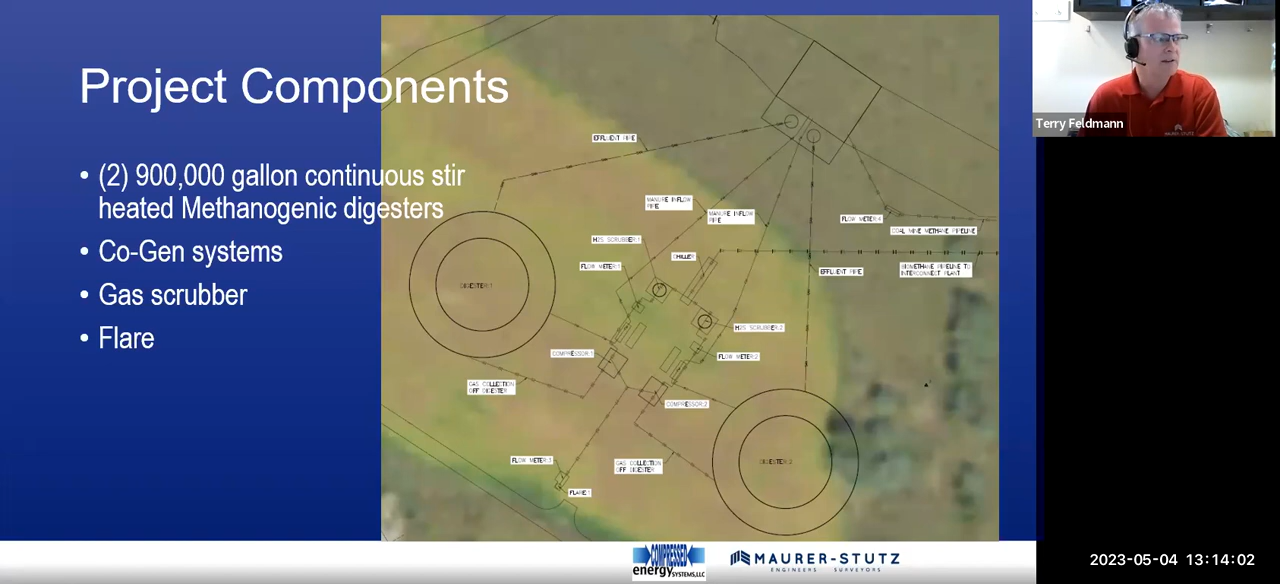 Project Components
• (2) 900,000 gallon continuous stir
heated Methanogenic digesters
• Co-Gen systems
• Gas scrubber
• Flare
EFFLUENT PIPE
MANURE INFLOW
PIPE
MANURE INFLOW
PIPE
FLOW METER:4
COAL MINE METHANE PIPELINE
H2S SCRUBBER:1
CHILLER
FLOW METER:1
EFFLUENT PIPE
BIOMETHANE PIPELINE TO
INTERCONNECT PLANT
DIGESTER:1
H2S SCRUBBER:2
COMPRESSOR:1
FLOW METER:2
GAS COLLECTION
OFF DIGESTER
COMPRESSOR:2
FLOW METER:3
GAS COLLECTION
OFF DIGESTER
DIGESTER:2
FLARE:1
COMPRESSED
energy SYSTEMS, LLC
MAURER-STUTZ
ENGINEERS SURVEYORS
Terry Feldmann
MAURER-STUTZ
2023-05-04 13:14:02